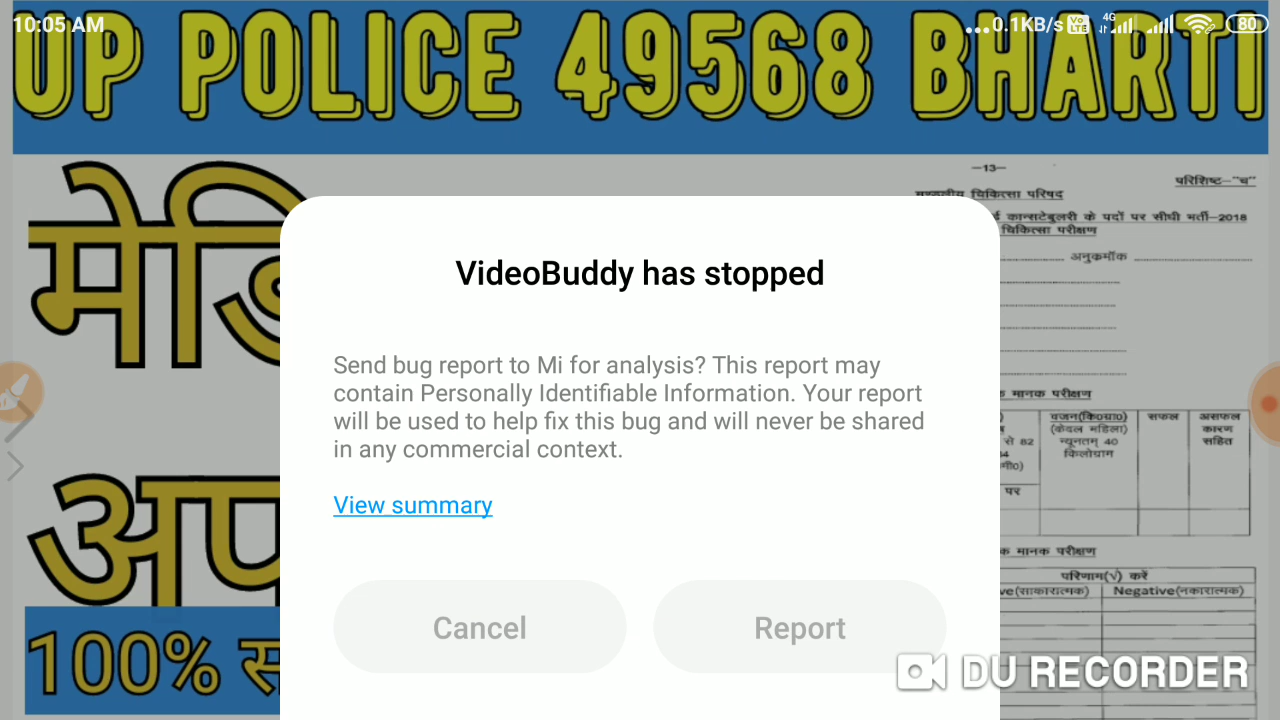 10:05 AM
...0.1KB/s Vo LTE 4G 80
UP POLICE 49568 BHARTI
मेडि
अप
100% स
—13—
परिशिष्ट—"च"
चिकित्सा परिषद
कान्सटेबुलरी के पदों पर सीधी भर्ती—2018
चिकित्सा परीक्षण
अनुक्रमॉंक
मानक परीक्षण
वजन(कि0ग्रा0) सफल असफल
(केवल महिला) कारण
से 82 न्यूनतम् 40 सहित
किलोग्राम
पर
मानक परीक्षण
परिणाम(√) करें
(साकारात्मक) Negative(नकारात्मक)
VideoBuddy has stopped
Send bug report to Mi for analysis? This report may
contain Personally Identifiable Information. Your report
will be used to help fix this bug and will never be shared
in any commercial context.
View summary
Cancel Report
DU RECORDER